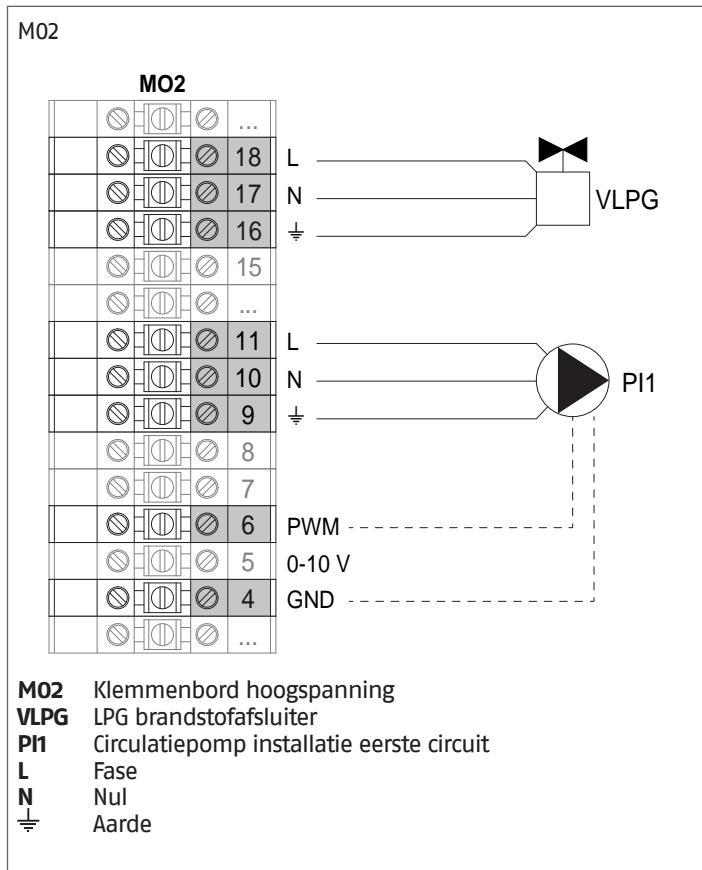 M02
MO2
...
18 L
17 N VLPG
16 ⏚
15
...
11 L
10 N PI1
9 ⏚
8
7
6 PWM
5 0-10 V
4 GND
...
M02 Klemmenbord hoogspanning
VLPG LPG brandstofafsluiter
PI1 Circulatiepomp installatie eerste circuit
L Fase
N Nul
⏚ Aarde